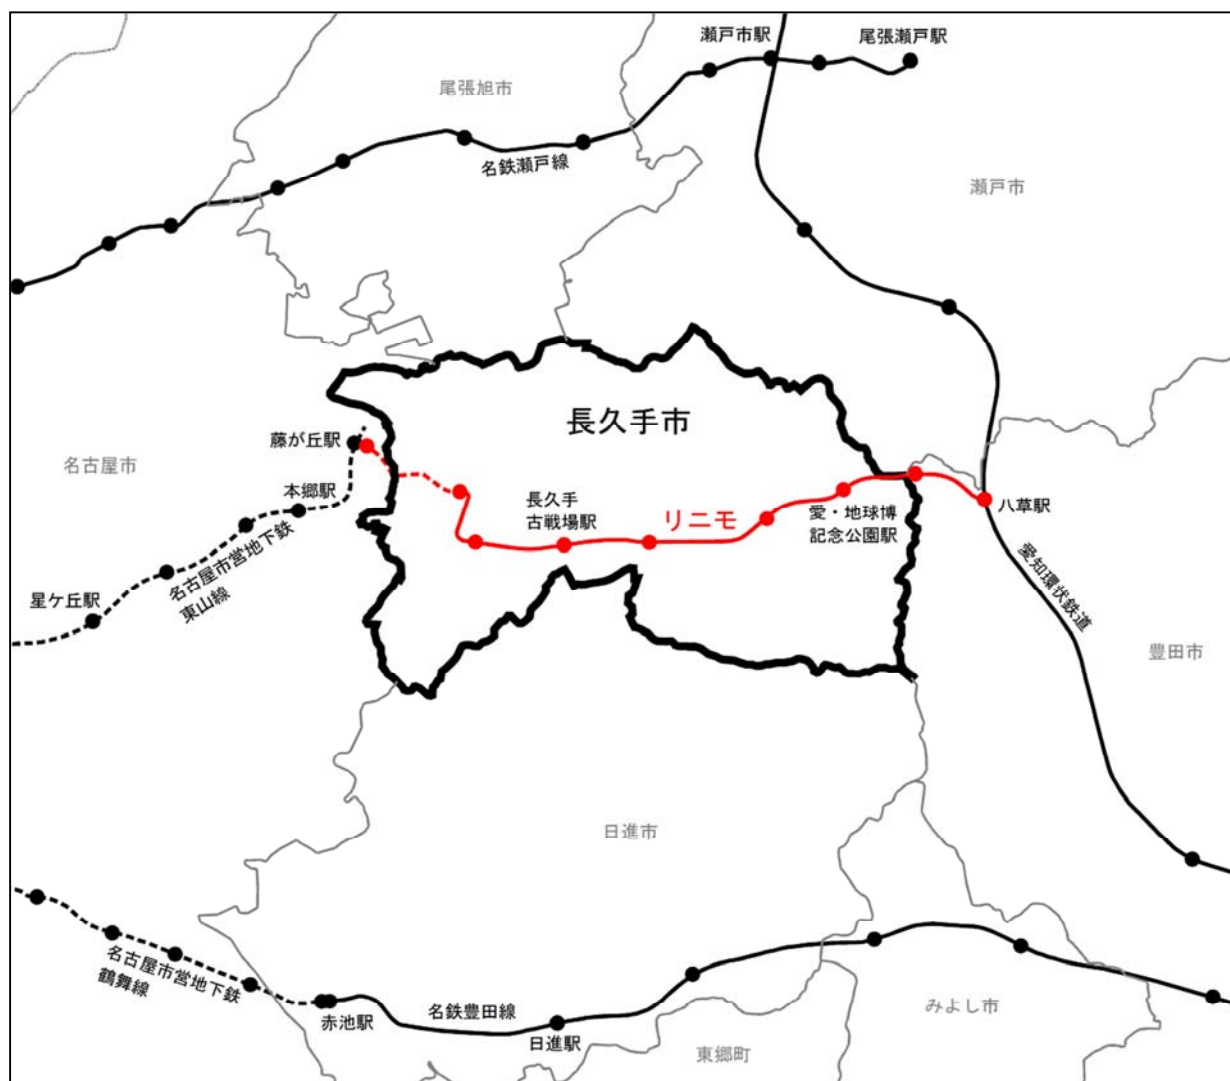 瀬戸市駅
尾張瀬戸駅
尾張旭市
名鉄瀬戸線
瀬戸市
長久手市
藤が丘駅
名古屋市
本郷駅
長久手
古戦場駅
リニモ
愛・地球博
記念公園駅
八草駅
名古屋市営地下鉄
東山線
星ケ丘駅
愛知環状鉄道
豊田市
日進市
名古屋市営地下鉄
鶴舞線
赤池駅
名鉄豊田線
日進駅
みよし市
東郷町